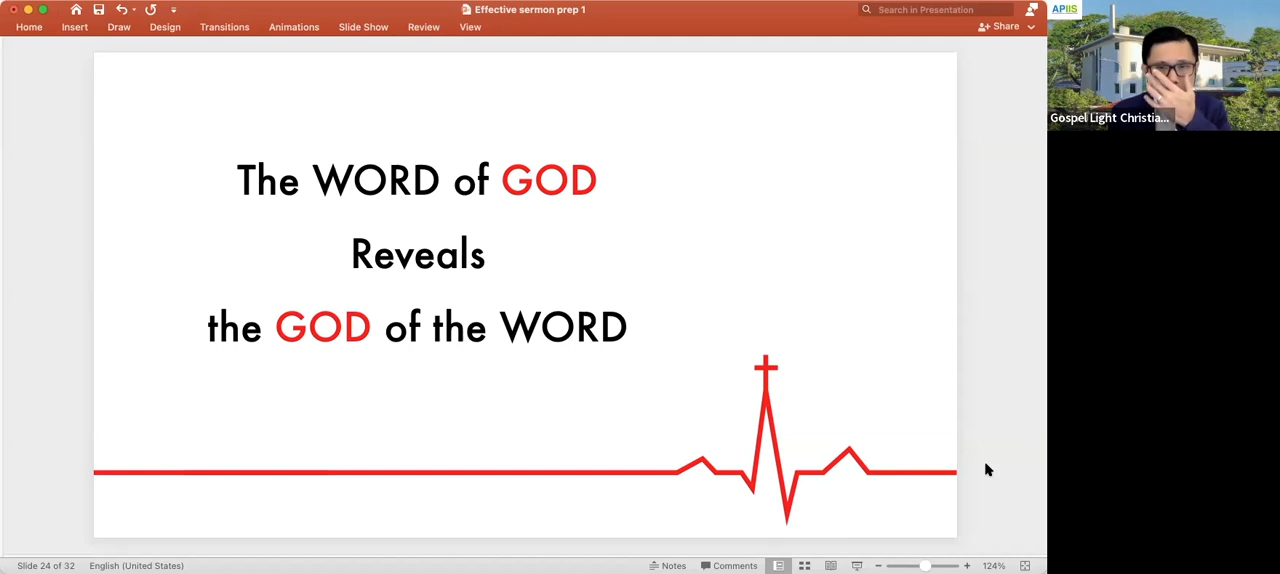 Effective sermon prep 1
Search in Presentation
Home Insert Draw Design Transitions Animations Slide Show Review View
Share
APIIS
Gospel Light Christia...
The WORD of GOD
Reveals
the GOD of the WORD
Slide 24 of 32 English (United States)
Notes Comments 124%